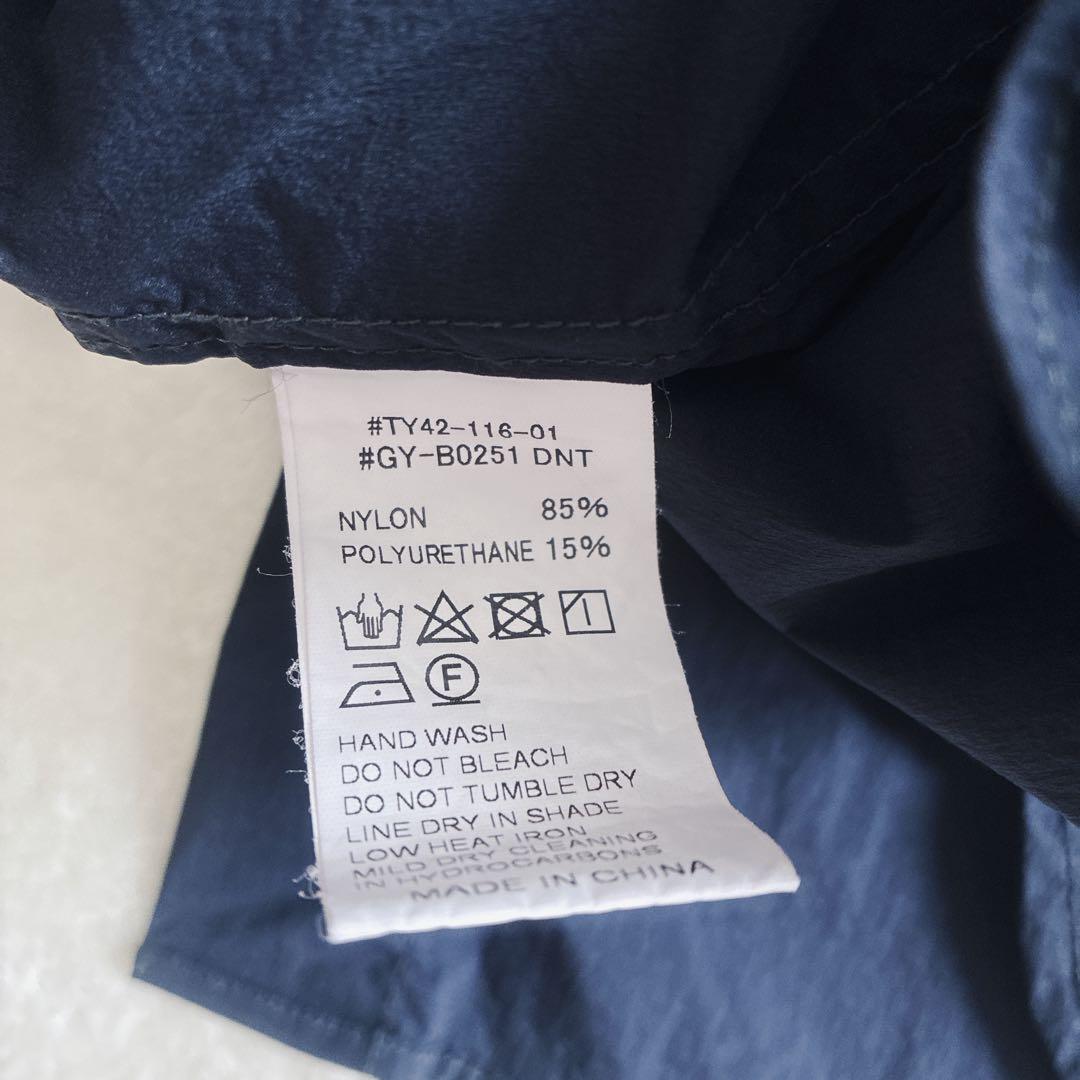 #TY42-116-01
#GY-B0251 DNT
NYLON 85%
POLYURETHANE 15%
F
HAND WASH
DO NOT BLEACH
DO NOT TUMBLE DRY
LINE DRY IN SHADE
LOW HEAT IRON
MILD DRY CLEANING
IN HYDROCARBONS
MADE IN CHINA